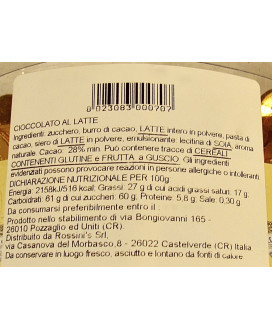 0 023083 000707
CIOCCOLATO AL LATTE
Ingredienti: zucchero, burro di cacao, LATTE intero in polvere, pasta di
cacao, siero di LATTE in polvere, emulsionante: lecitina di SOIA, aroma
naturale. Cacao: 28% min. Può contenere tracce di CEREALI
CONTENENTI GLUTINE e FRUTTA a GUSCIO. Gli ingredienti
evidenziati possono provocare reazioni in persone allergiche o intolleranti.
DICHIARAZIONE NUTRIZIONALE PER 100g:
Energia: 2158kJ/516 kcal; Grassi: 27 g di cui acidi grassi saturi: 17 g;
Carboidrati: 61 g di cui zuccheri: 60 g; Proteine: 5,8 g; Sale: 0,30 g
Da consumarsi preferibilmente entro il:
Prodotto nello stabilimento di via Bongiovanni 165 -
26010 Pozzaglio ed Uniti (CR).
Distribuito da Rossini's Srl,
via Casanova del Morbasco,8 - 26022 Castelverde (CR) Italia
Da conservare in luogo fresco, asciutto e lontano da fonti di calore